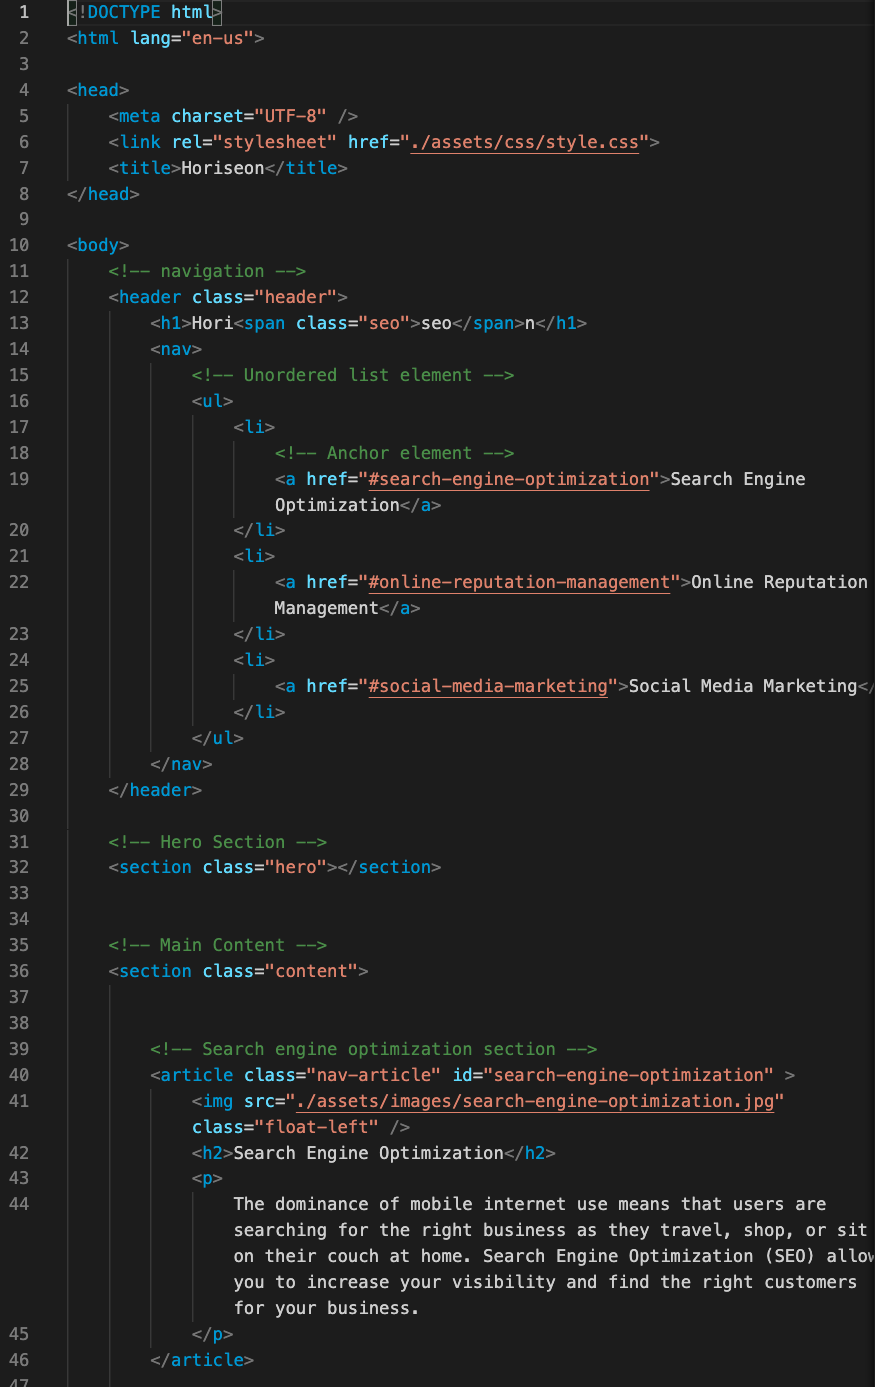 1 <!DOCTYPE html>
2 <html lang="en-us">
3
4 <head>
5 <meta charset="UTF-8" />
6 <link rel="stylesheet" href="./assets/css/style.css">
7 <title>Horiseon</title>
8 </head>
9
10 <body>
11 <!-- navigation -->
12 <header class="header">
13 <h1>Hori<span class="seo">seo</span>n</h1>
14 <nav>
15 <!-- Unordered list element -->
16 <ul>
17 <li>
18 <!-- Anchor element -->
19 <a href="#search-engine-optimization">Search Engine
Optimization</a>
20 </li>
21 <li>
22 <a href="#online-reputation-management">Online Reputation
Management</a>
23 </li>
24 <li>
25 <a href="#social-media-marketing">Social Media Marketing</
26 </li>
27 </ul>
28 </nav>
29 </header>
30
31 <!-- Hero Section -->
32 <section class="hero"></section>
33
34
35 <!-- Main Content -->
36 <section class="content">
37
38
39 <!-- Search engine optimization section -->
40 <article class="nav-article" id="search-engine-optimization" >
41 <img src="./assets/images/search-engine-optimization.jpg"
class="float-left" />
42 <h2>Search Engine Optimization</h2>
43 <p>
44 The dominance of mobile internet use means that users are
searching for the right business as they travel, shop, or sit
on their couch at home. Search Engine Optimization (SEO) allow
you to increase your visibility and find the right customers
for your business.
45 </p>
46 </article>
47